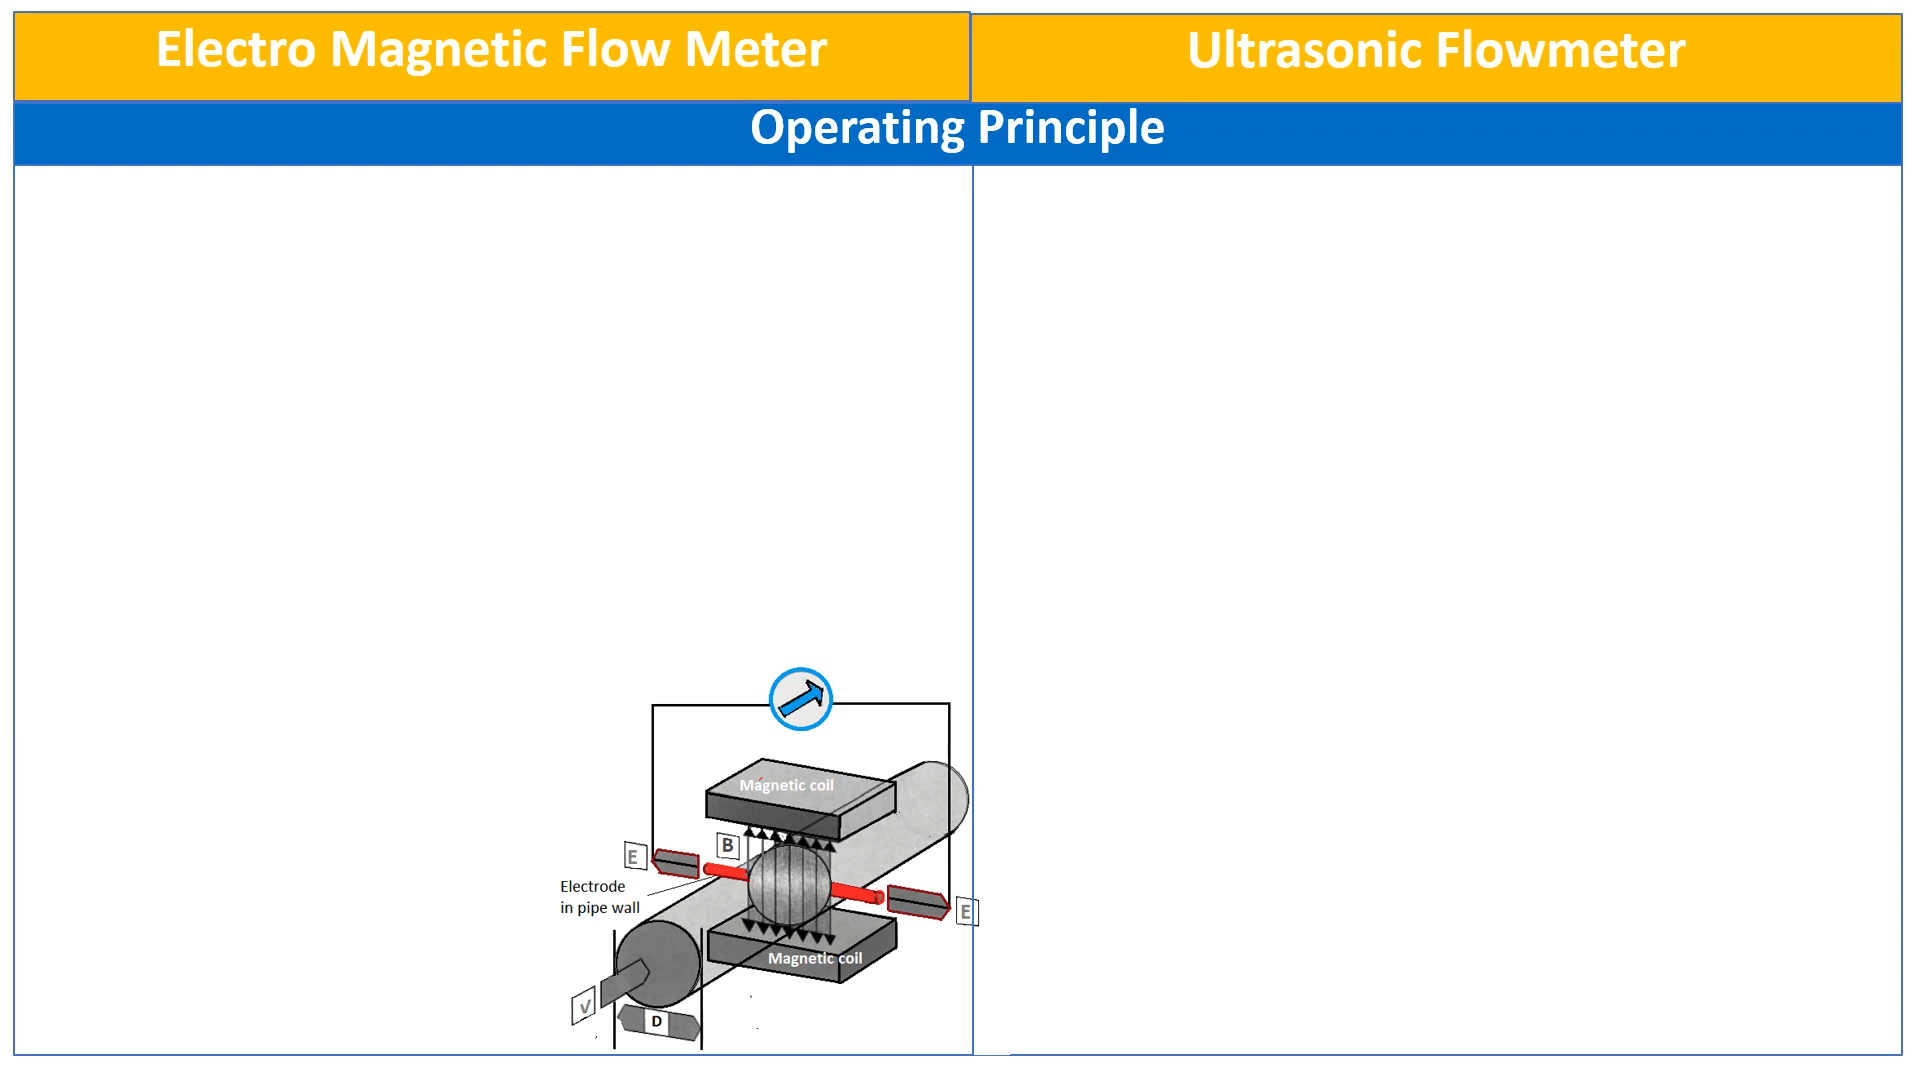 Electro Magnetic Flow Meter
Ultrasonic Flowmeter
Operating Principle
Magnetic coil
B
E
Electrode
in pipe wall
E
Magnetic coil
V
D